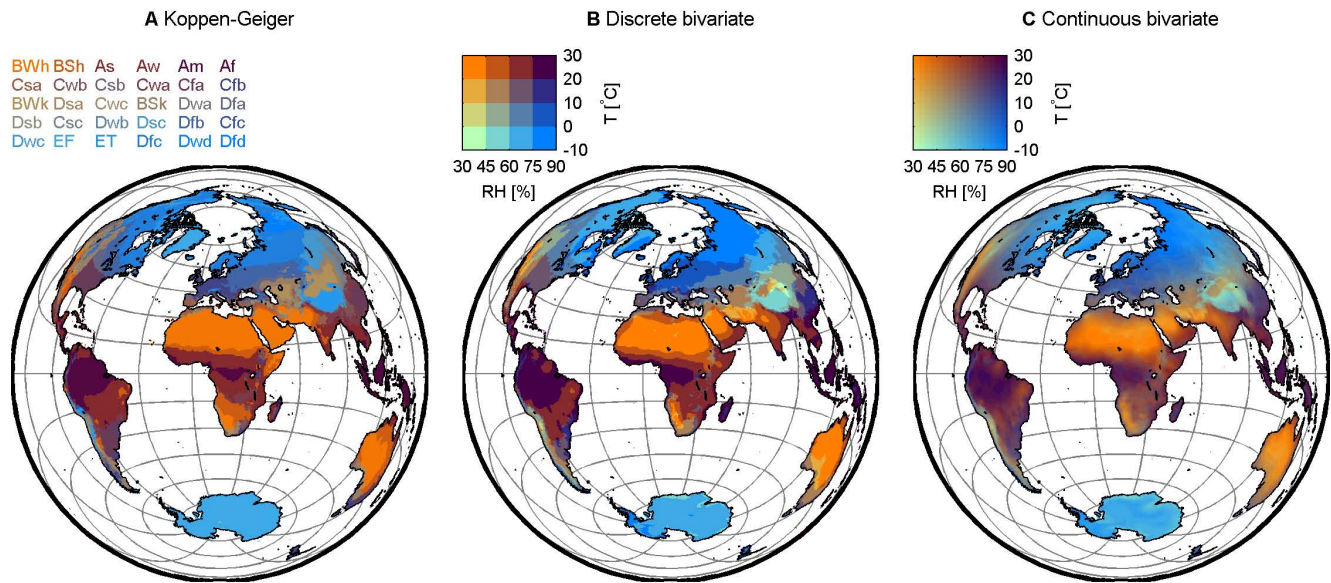 A Koppen-Geiger
BWh BSh As Aw Am Af
Csa Cwb Csb Cwa Cfa Cfb
BWk Dsa Cwc BSk Dwa Dfa
Dsb Csc Dwb Dsc Dfb Cfc
Dwc EF ET Dfc Dwd Dfd
B Discrete bivariate
30
20
10
0
-10
T [°C]
30 45 60 75 90
RH [%]
C Continuous bivariate
30
20
10
0
-10
T [°C]
30 45 60 75 90
RH [%]